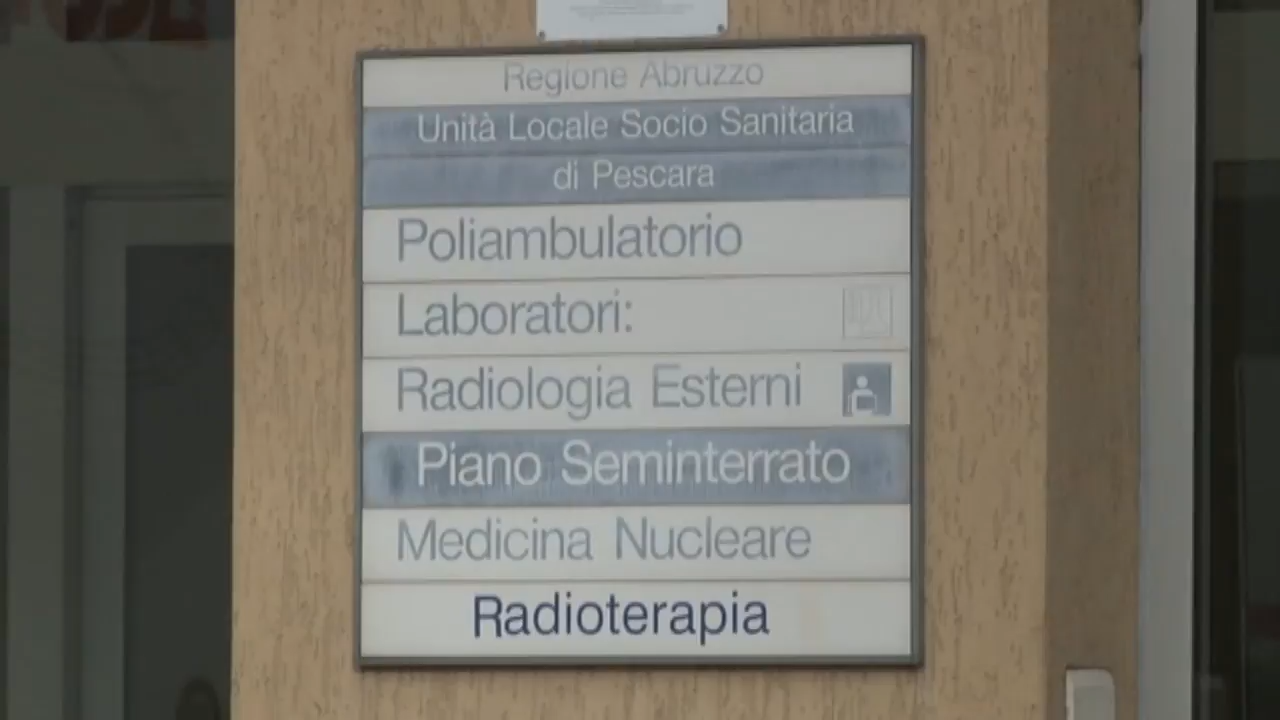 Regione Abruzzo
Unità Locale Socio Sanitaria
di Pescara
Poliambulatorio
Laboratori:
Radiologia Esterni
Piano Seminterrato
Medicina Nucleare
Radioterapia